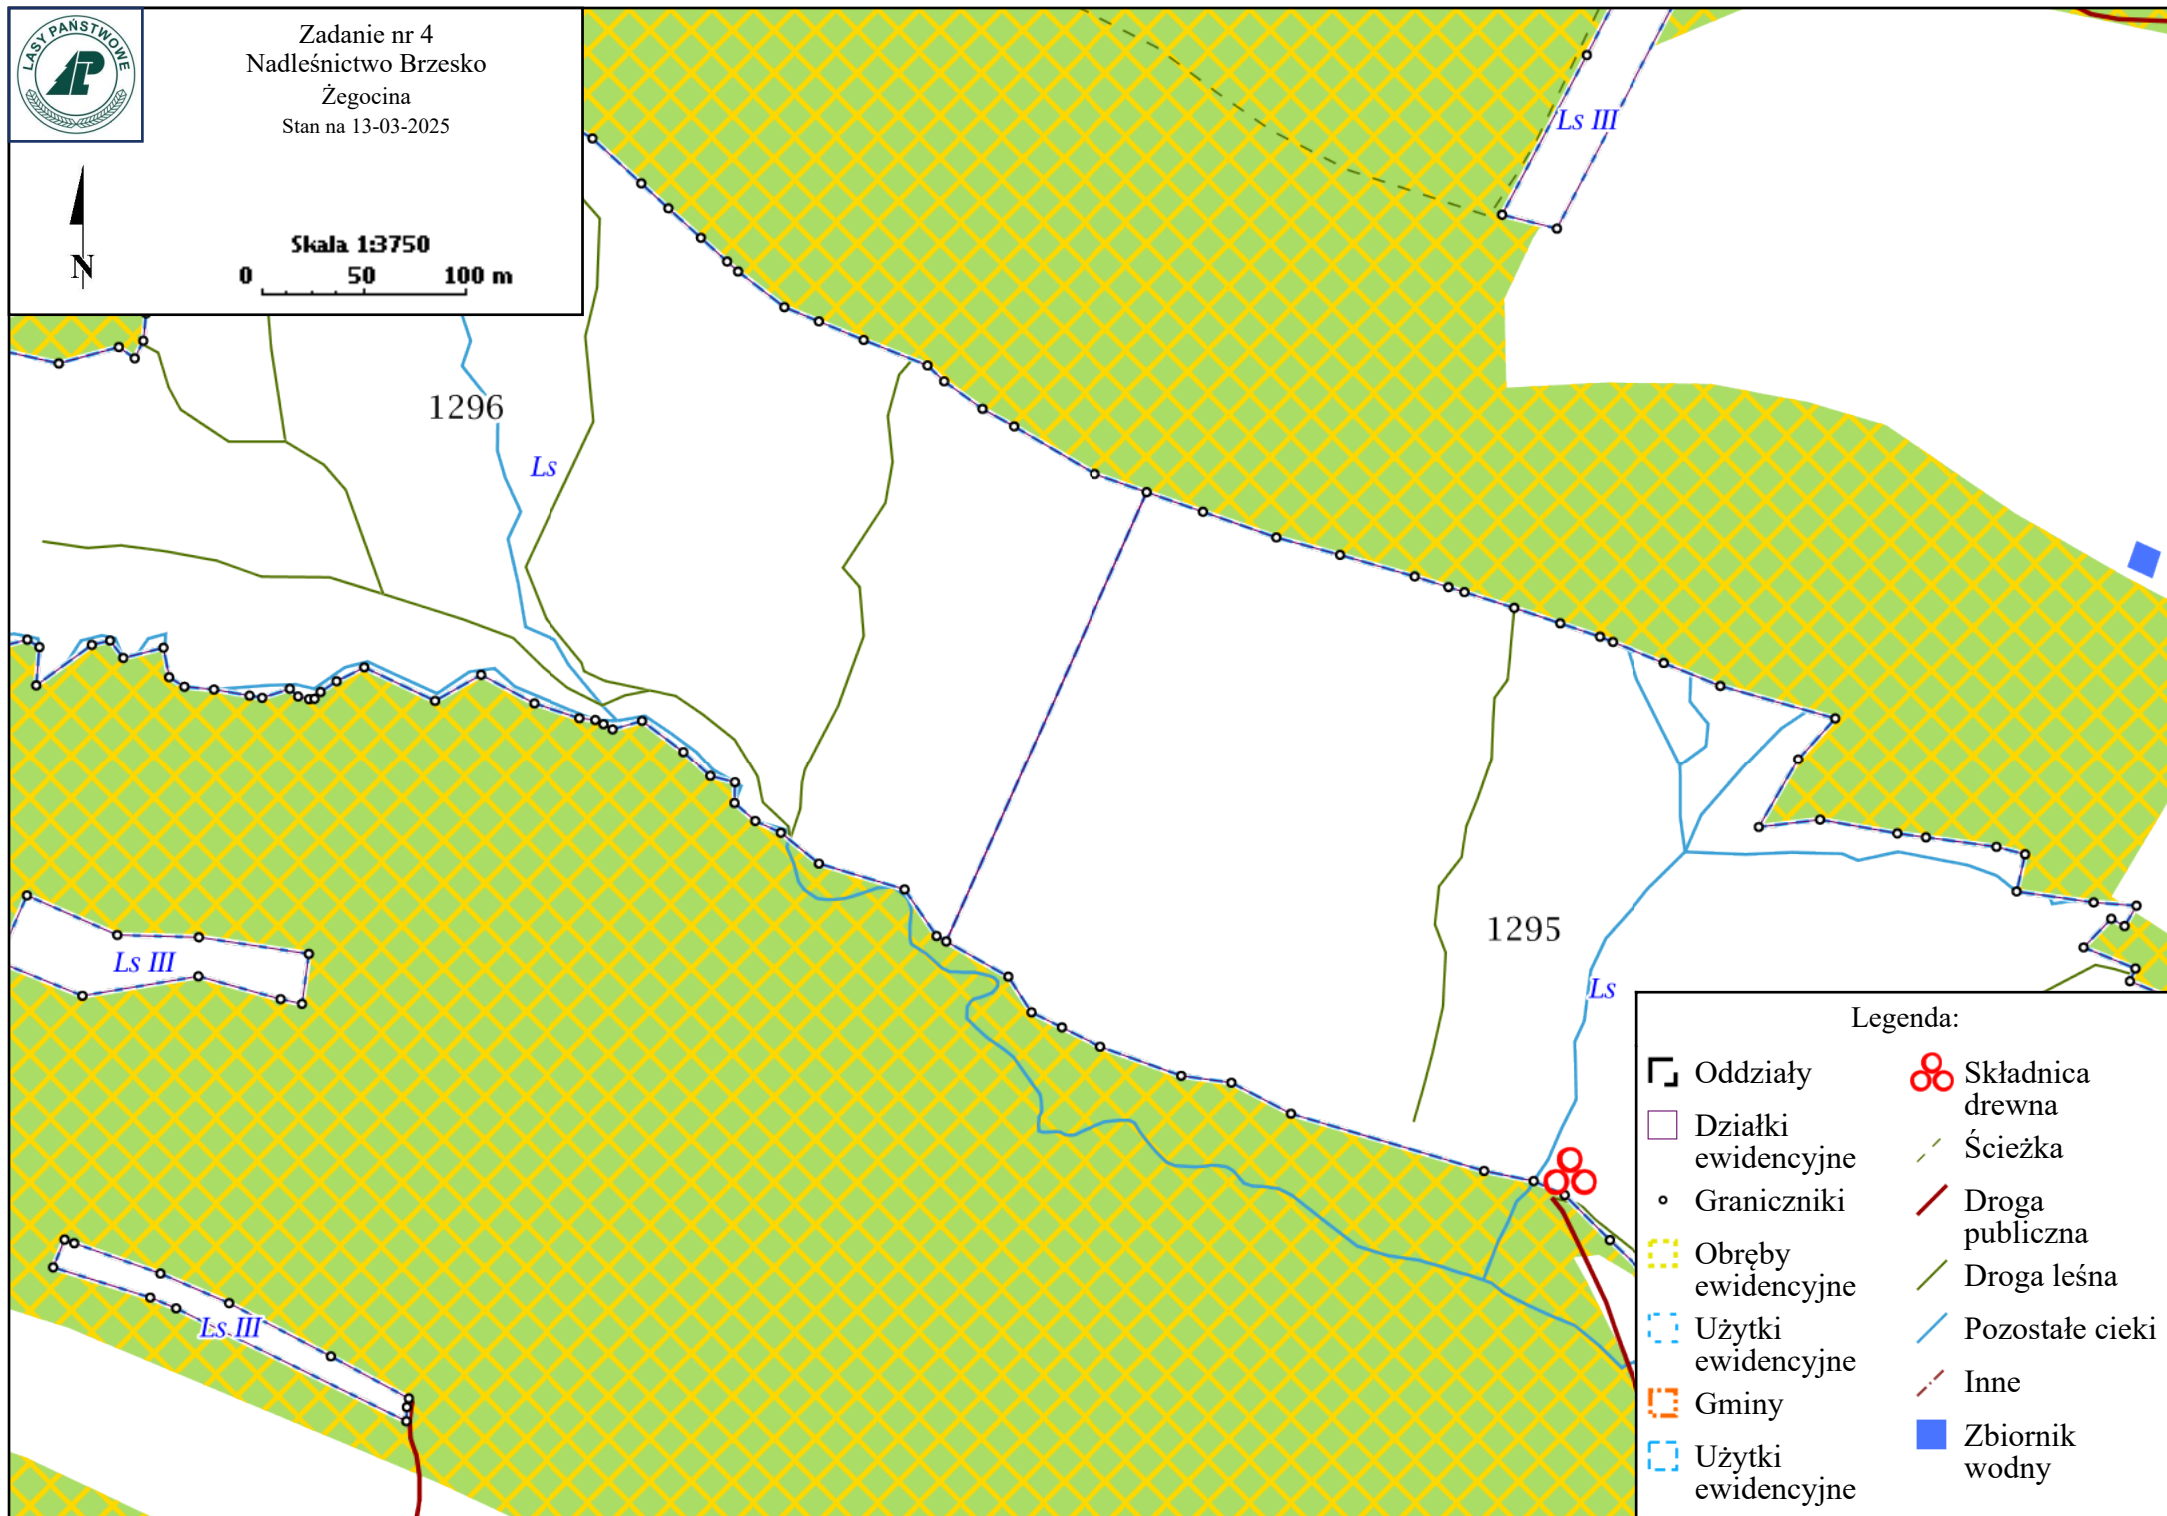 LASY PAŃSTWOWE
Zadanie nr 4
Nadleśnictwo Brzesko
Żegocina
Stan na 13-03-2025
N
Skala 1:3750
0 50 100 m
Ls III
1296
Ls
1295
Ls
Ls III
Ls III
Legenda:
Oddziały
Działki
ewidencyjne
Graniczniki
Obręby
ewidencyjne
Użytki
ewidencyjne
Gminy
Użytki
ewidencyjne
Składnica
drewna
Ścieżka
Droga
publiczna
Droga leśna
Pozostałe cieki
Inne
Zbiornik
wodny